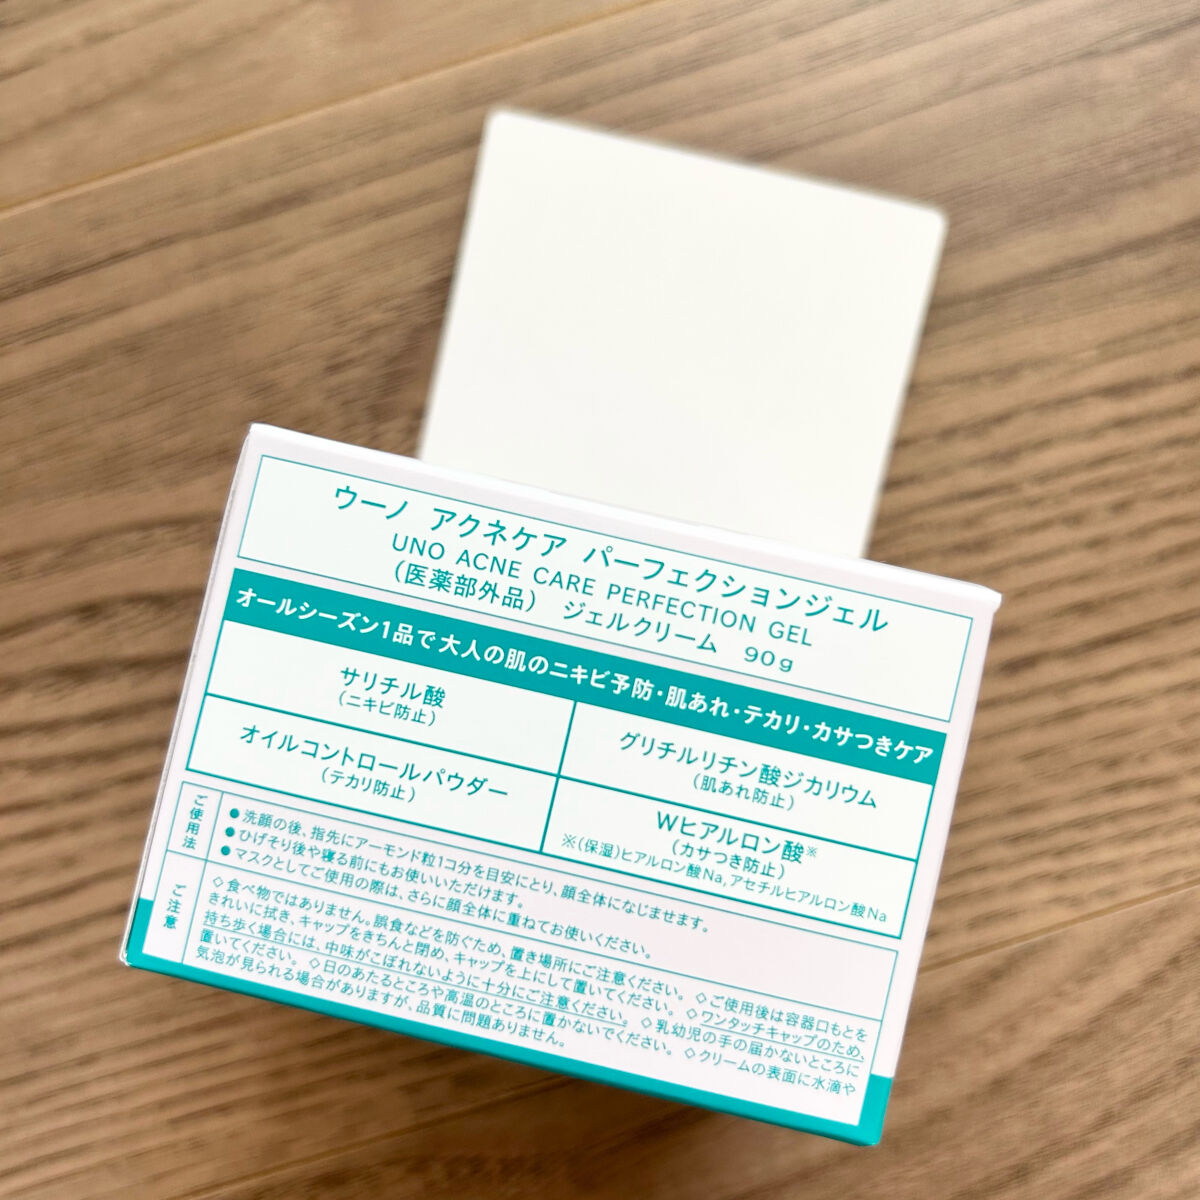 ウーノ アクネケア パーフェクションジェル
UNO ACNE CARE PERFECTION GEL
(医薬部外品) ジェルクリーム 90g
オールシーズン1品で大人の肌のニキビ予防・肌あれ・テカリ・カサつきケア
サリチル酸
(ニキビ防止)
グリチルリチン酸ジカリウム
(肌あれ防止)
オイルコントロールパウダー
(テカリ防止)
Wヒアルロン酸※
(カサつき防止)
※(保湿)ヒアルロン酸Na,アセチルヒアルロン酸Na
ご使用法
●洗顔の後、指先にアーモンド粒1コ分を目安にとり、顔全体になじませます。
●ひげそり後や寝る前にもお使いいただけます。
●マスクとしてご使用の際は、さらに顔全体に重ねてお使いください。
ご注意
◇食べ物ではありません。誤食などを防ぐため、置き場所にご注意ください。 ◇ご使用後は容器口もとを
きれいに拭き、キャップをきちんと閉め、キャップを上にして置いてください。 ◇ワンタッチキャップのため、
持ち歩く場合には、中味がこぼれないように十分にご注意ください。 ◇乳幼児の手の届かないところに
置いてください。 ◇日のあたるところや高温のところに置かないでください。 ◇クリームの表面に水滴や
気泡が見られる場合がありますが、品質に問題ありません。